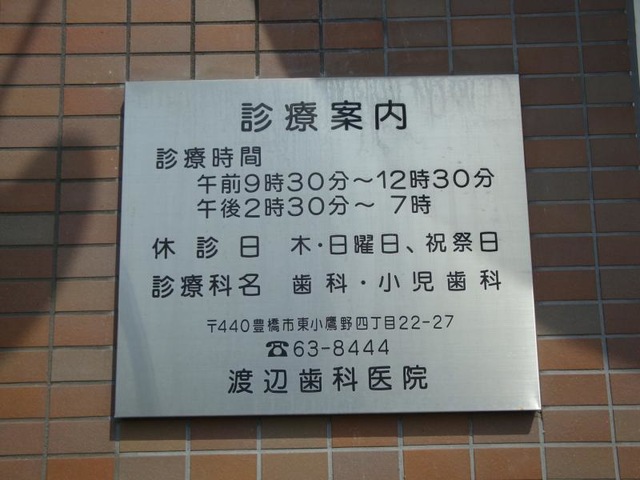 診療案内
診療時間
午前9時30分〜12時30分
午後2時30分〜 7時
休診日 木・日曜日、祝祭日
診療科名 歯科・小児歯科
〒440豊橋市東小鷹野四丁目22-27
☎63-8444
渡辺歯科医院